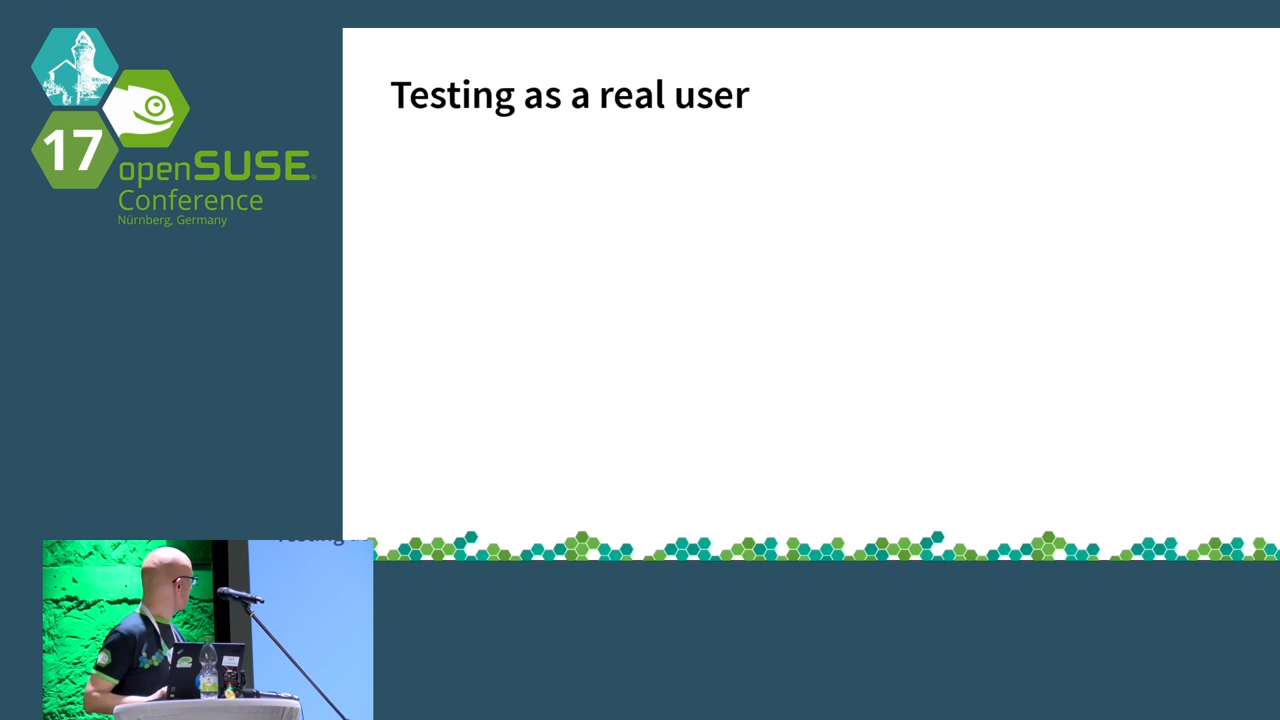 17
openSUSE
Conference
Nürnberg, Germany
Testing as a real user